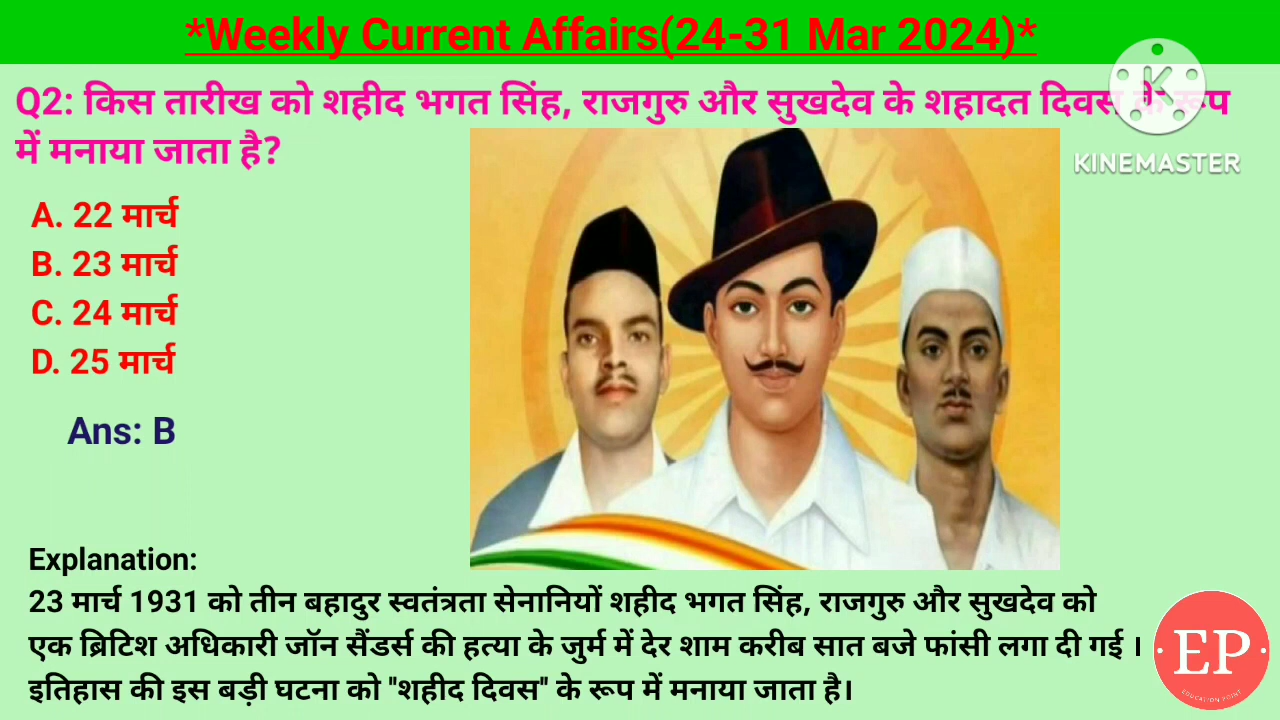 *Weekly Current Affairs(24-31 Mar 2024)*
Q2: किस तारीख को शहीद भगत सिंह, राजगुरु और सुखदेव के शहादत दिवस के रूप
में मनाया जाता है?
K
KINEMASTER
A. 22 मार्च
B. 23 मार्च
C. 24 मार्च
D. 25 मार्च
Ans: B
Explanation:
23 मार्च 1931 को तीन बहादुर स्वतंत्रता सेनानियों शहीद भगत सिंह, राजगुरु और सुखदेव को
एक ब्रिटिश अधिकारी जॉन सैंडर्स की हत्या के जुर्म में देर शाम करीब सात बजे फांसी लगा दी गई ।
इतिहास की इस बड़ी घटना को "शहीद दिवस" के रूप में मनाया जाता है।
EP
EDUCATION POINT